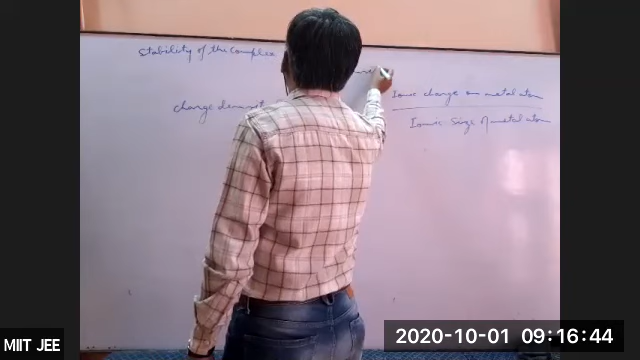 Stability of the Complex
Ionic charge on metal atom
charge densit
Ionic size of metal atom
MIIT JEE
2020-10-01 09:16:44